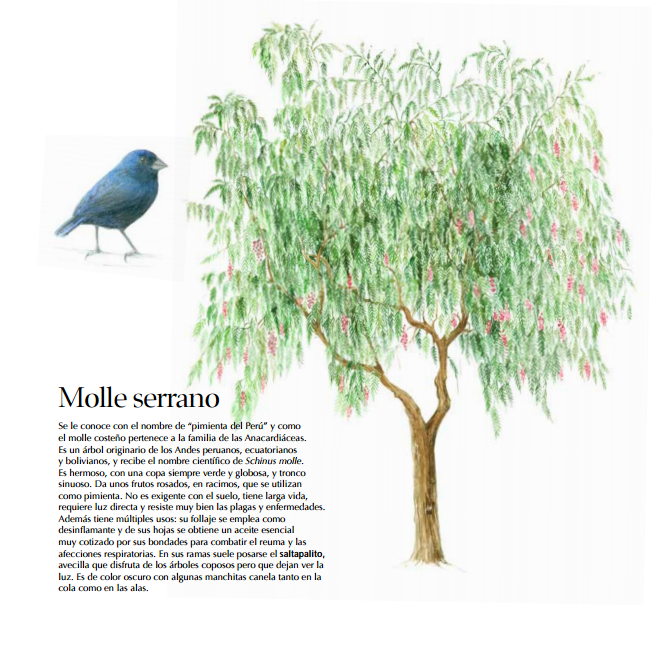 Molle serrano
Se le conoce con el nombre de “pimienta del Perú” y como
el molle costeño pertenece a la familia de las Anacardiáceas.
Es un árbol originario de los Andes peruanos, ecuatorianos
y bolivianos, y recibe el nombre científico de Schinus molle.
Es hermoso, con una copa siempre verde y globosa, y tronco
sinuoso. Da unos frutos rosados, en racimos, que se utilizan
como pimienta. No es exigente con el suelo, tiene larga vida,
requiere luz directa y resiste muy bien las plagas y enfermedades.
Además tiene múltiples usos: su follaje se emplea como
desinflamante y de sus hojas se obtiene un aceite esencial
muy cotizado por sus bondades para combatir el reuma y las
afecciones respiratorias. En sus ramas suele posarse el saltapalito,
avecilla que disfruta de los árboles coposos pero que dejan ver la
luz. Es de color oscuro con algunas manchitas canela tanto en la
cola como en las alas.